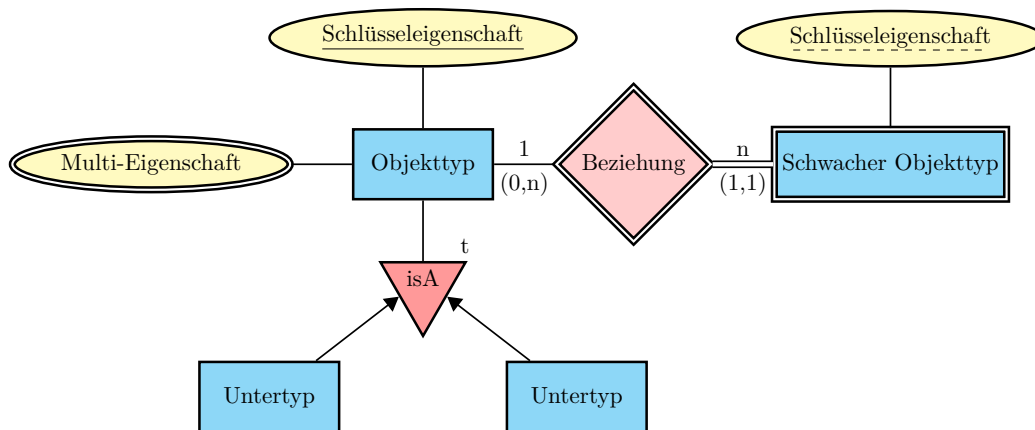 Schlüsseleigenschaft
Schlüsseleigenschaft
Multi-Eigenschaft
Objekttyp
1
(0,n)
Beziehung
n
(1,1)
Schwacher Objekttyp
t
isA
Untertyp
Untertyp